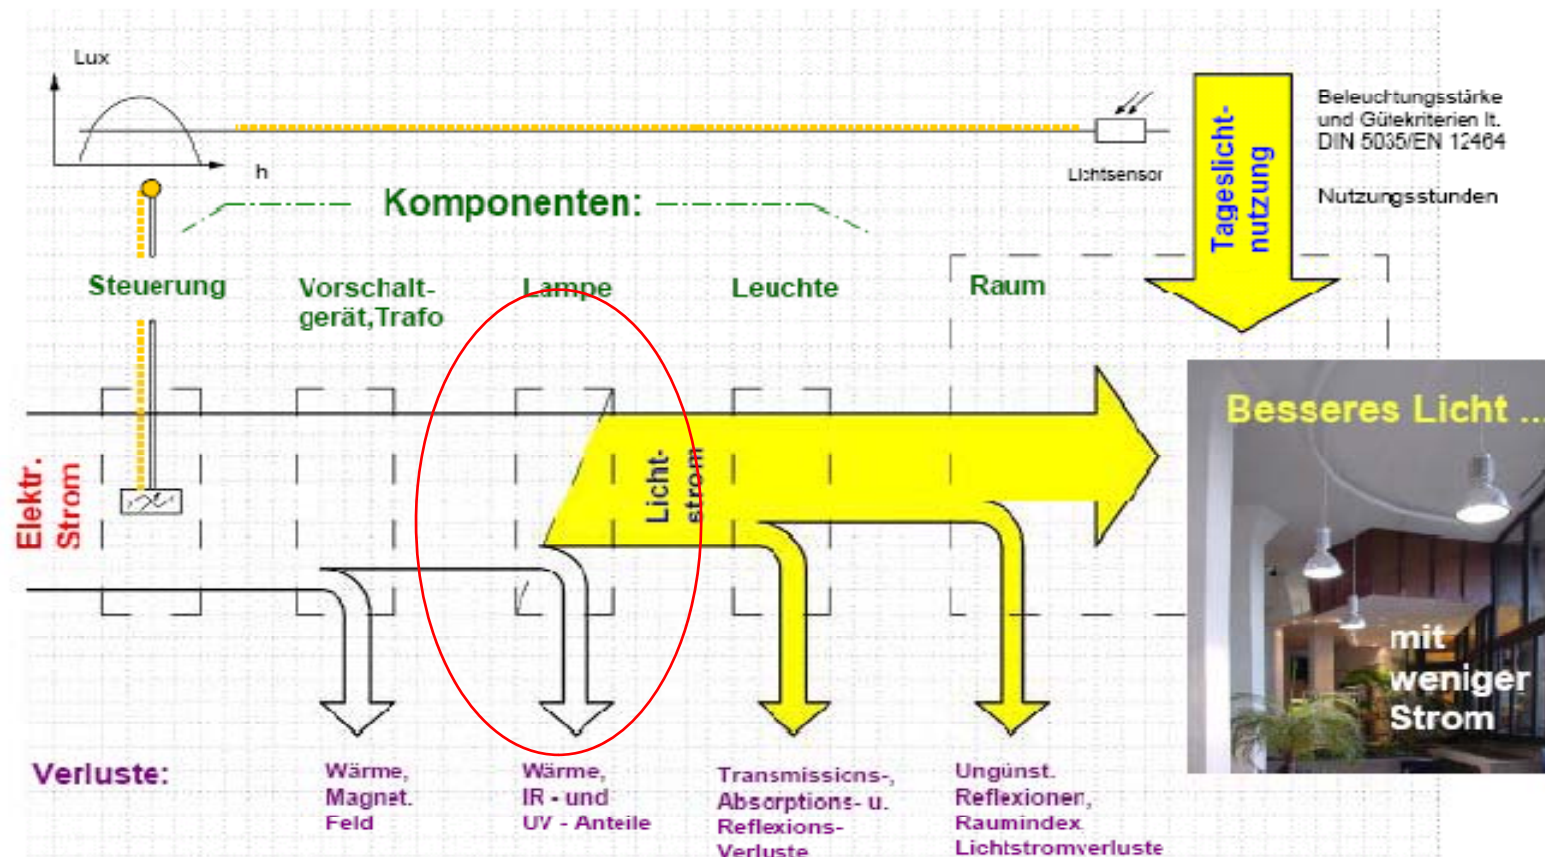 Lux
h
Lichtsensor
Tageslicht-
nutzung
Beleuchtungsstärke
und Gütekriterien lt.
DIN 5035/EN 12464
Nutzungsstunden
Komponenten:
Steuerung
Vorschalt-
gerät,Trafo
Lampe
Leuchte
Raum
Elektr.
Strom
Licht-
strom
Besseres Licht ...
mit
weniger
Strom
Verluste:
Wärme,
Magnet.
Feld
Wärme,
IR - und
UV - Anteile
Transmissions-,
Absorptions- u.
Reflexions-
Verluste
Ungünst.
Reflexionen,
Raumindex
Lichtstromverluste